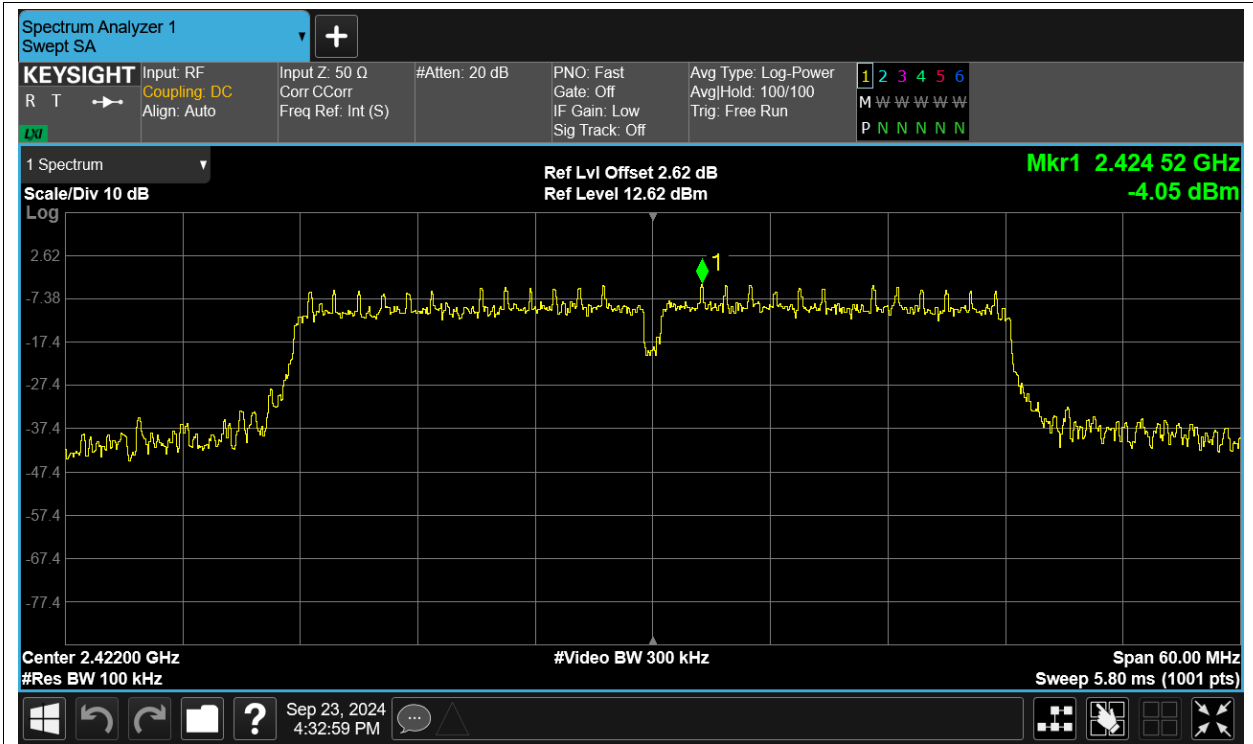 Spectrum Analyzer 1
Swept SA
KEYSIGHT
R T
LXI
Input: RF
Coupling: DC
Align: Auto
Input Z: 50 Ω
Corr CCorr
Freq Ref: Int (S)
#Atten: 20 dB
PNO: Fast
Gate: Off
IF Gain: Low
Sig Track: Off
Avg Type: Log-Power
Avg|Hold: 100/100
Trig: Free Run
1 2 3 4 5 6
M W W W W W
P N N N N N
1 Spectrum
Scale/Div 10 dB
Ref Lvl Offset 2.62 dB
Ref Level 12.62 dBm
Mkr1 2.424 52 GHz
-4.05 dBm
Log
2.62
-7.38
-17.4
-27.4
-37.4
-47.4
-57.4
-67.4
-77.4
1
Center 2.42200 GHz
#Res BW 100 kHz
#Video BW 300 kHz
Span 60.00 MHz
Sweep 5.80 ms (1001 pts)
?
Sep 23, 2024
4:32:59 PM